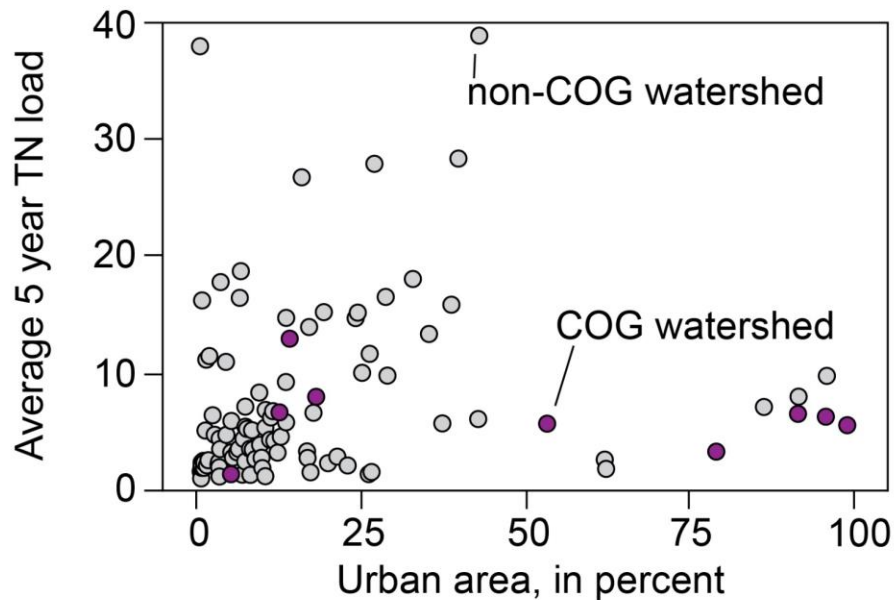 Average 5 year TN load
40
30
20
10
0
non-COG watershed
COG watershed
0 25 50 75 100
Urban area, in percent